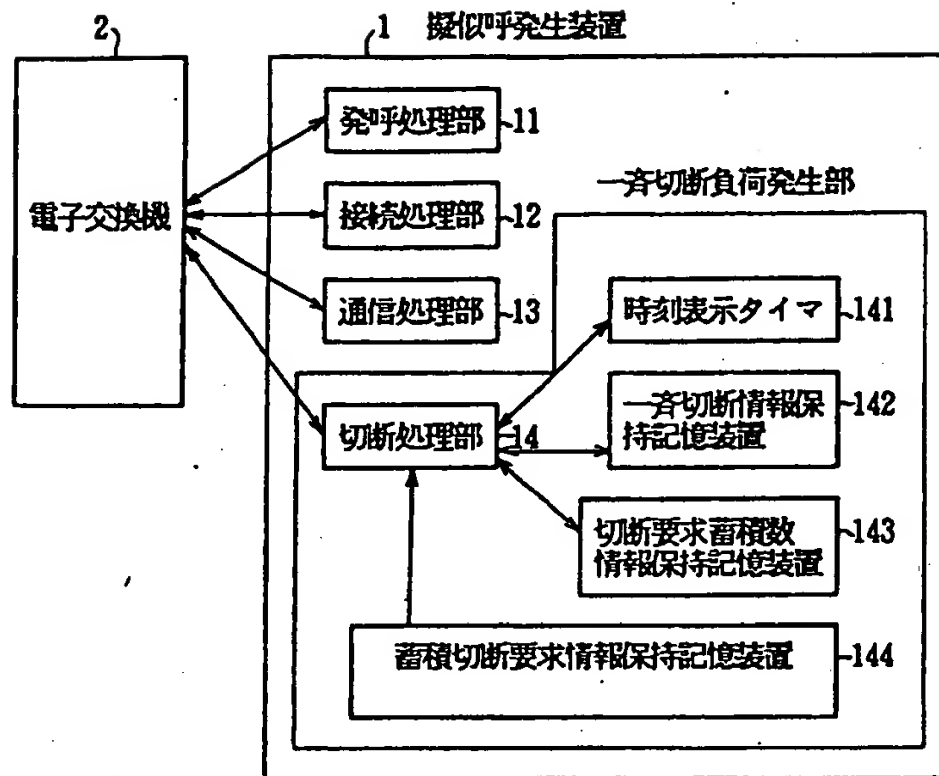 2
1 擬似呼発生装置
発呼処理部
11
一斉切断負荷発生部
電子交換機
接続処理部
12
通信処理部
13
時刻表示タイマ
141
一斉切断情報保
持記憶装置
142
切断処理部
14
切断要求蓄積数
情報保持記憶装置
143
蓄積切断要求情報保持記憶装置
144